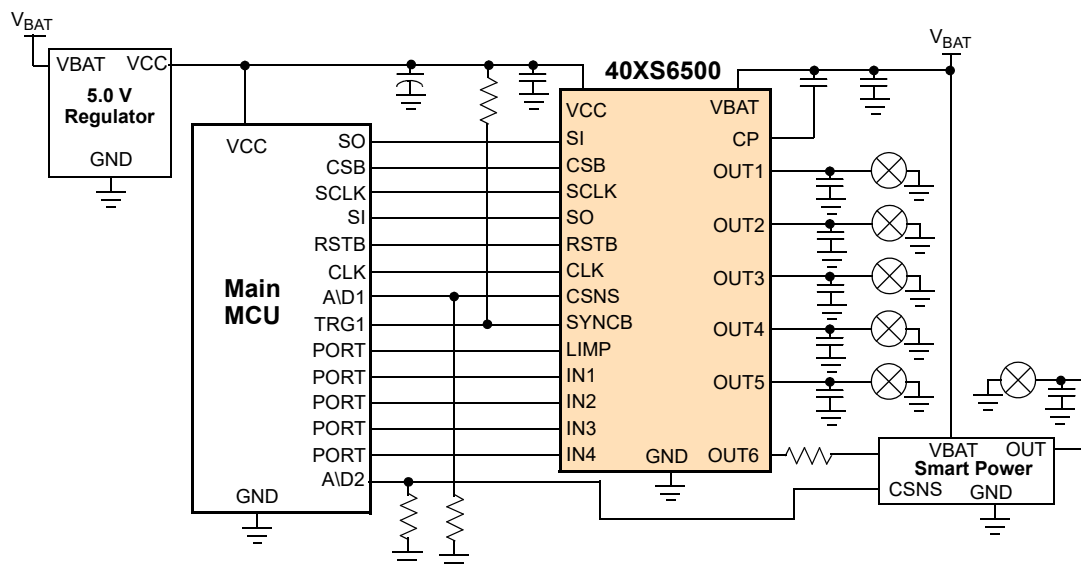 VBAT
VBAT VCC
5.0 V
Regulator
GND
Main
MCU
VCC
SO
CSB
SCLK
SI
RSTB
CLK
A\D1
TRG1
PORT
PORT
PORT
PORT
PORT
A\D2
GND
40XS6500
VCC
SI
CSB
SCLK
SO
RSTB
CLK
CSNS
SYNCB
LIMP
IN1
IN2
IN3
IN4
GND
VBAT
CP
OUT1
OUT2
OUT3
OUT4
OUT5
OUT6
VBAT
VBAT OUT
Smart Power
CSNS
GND